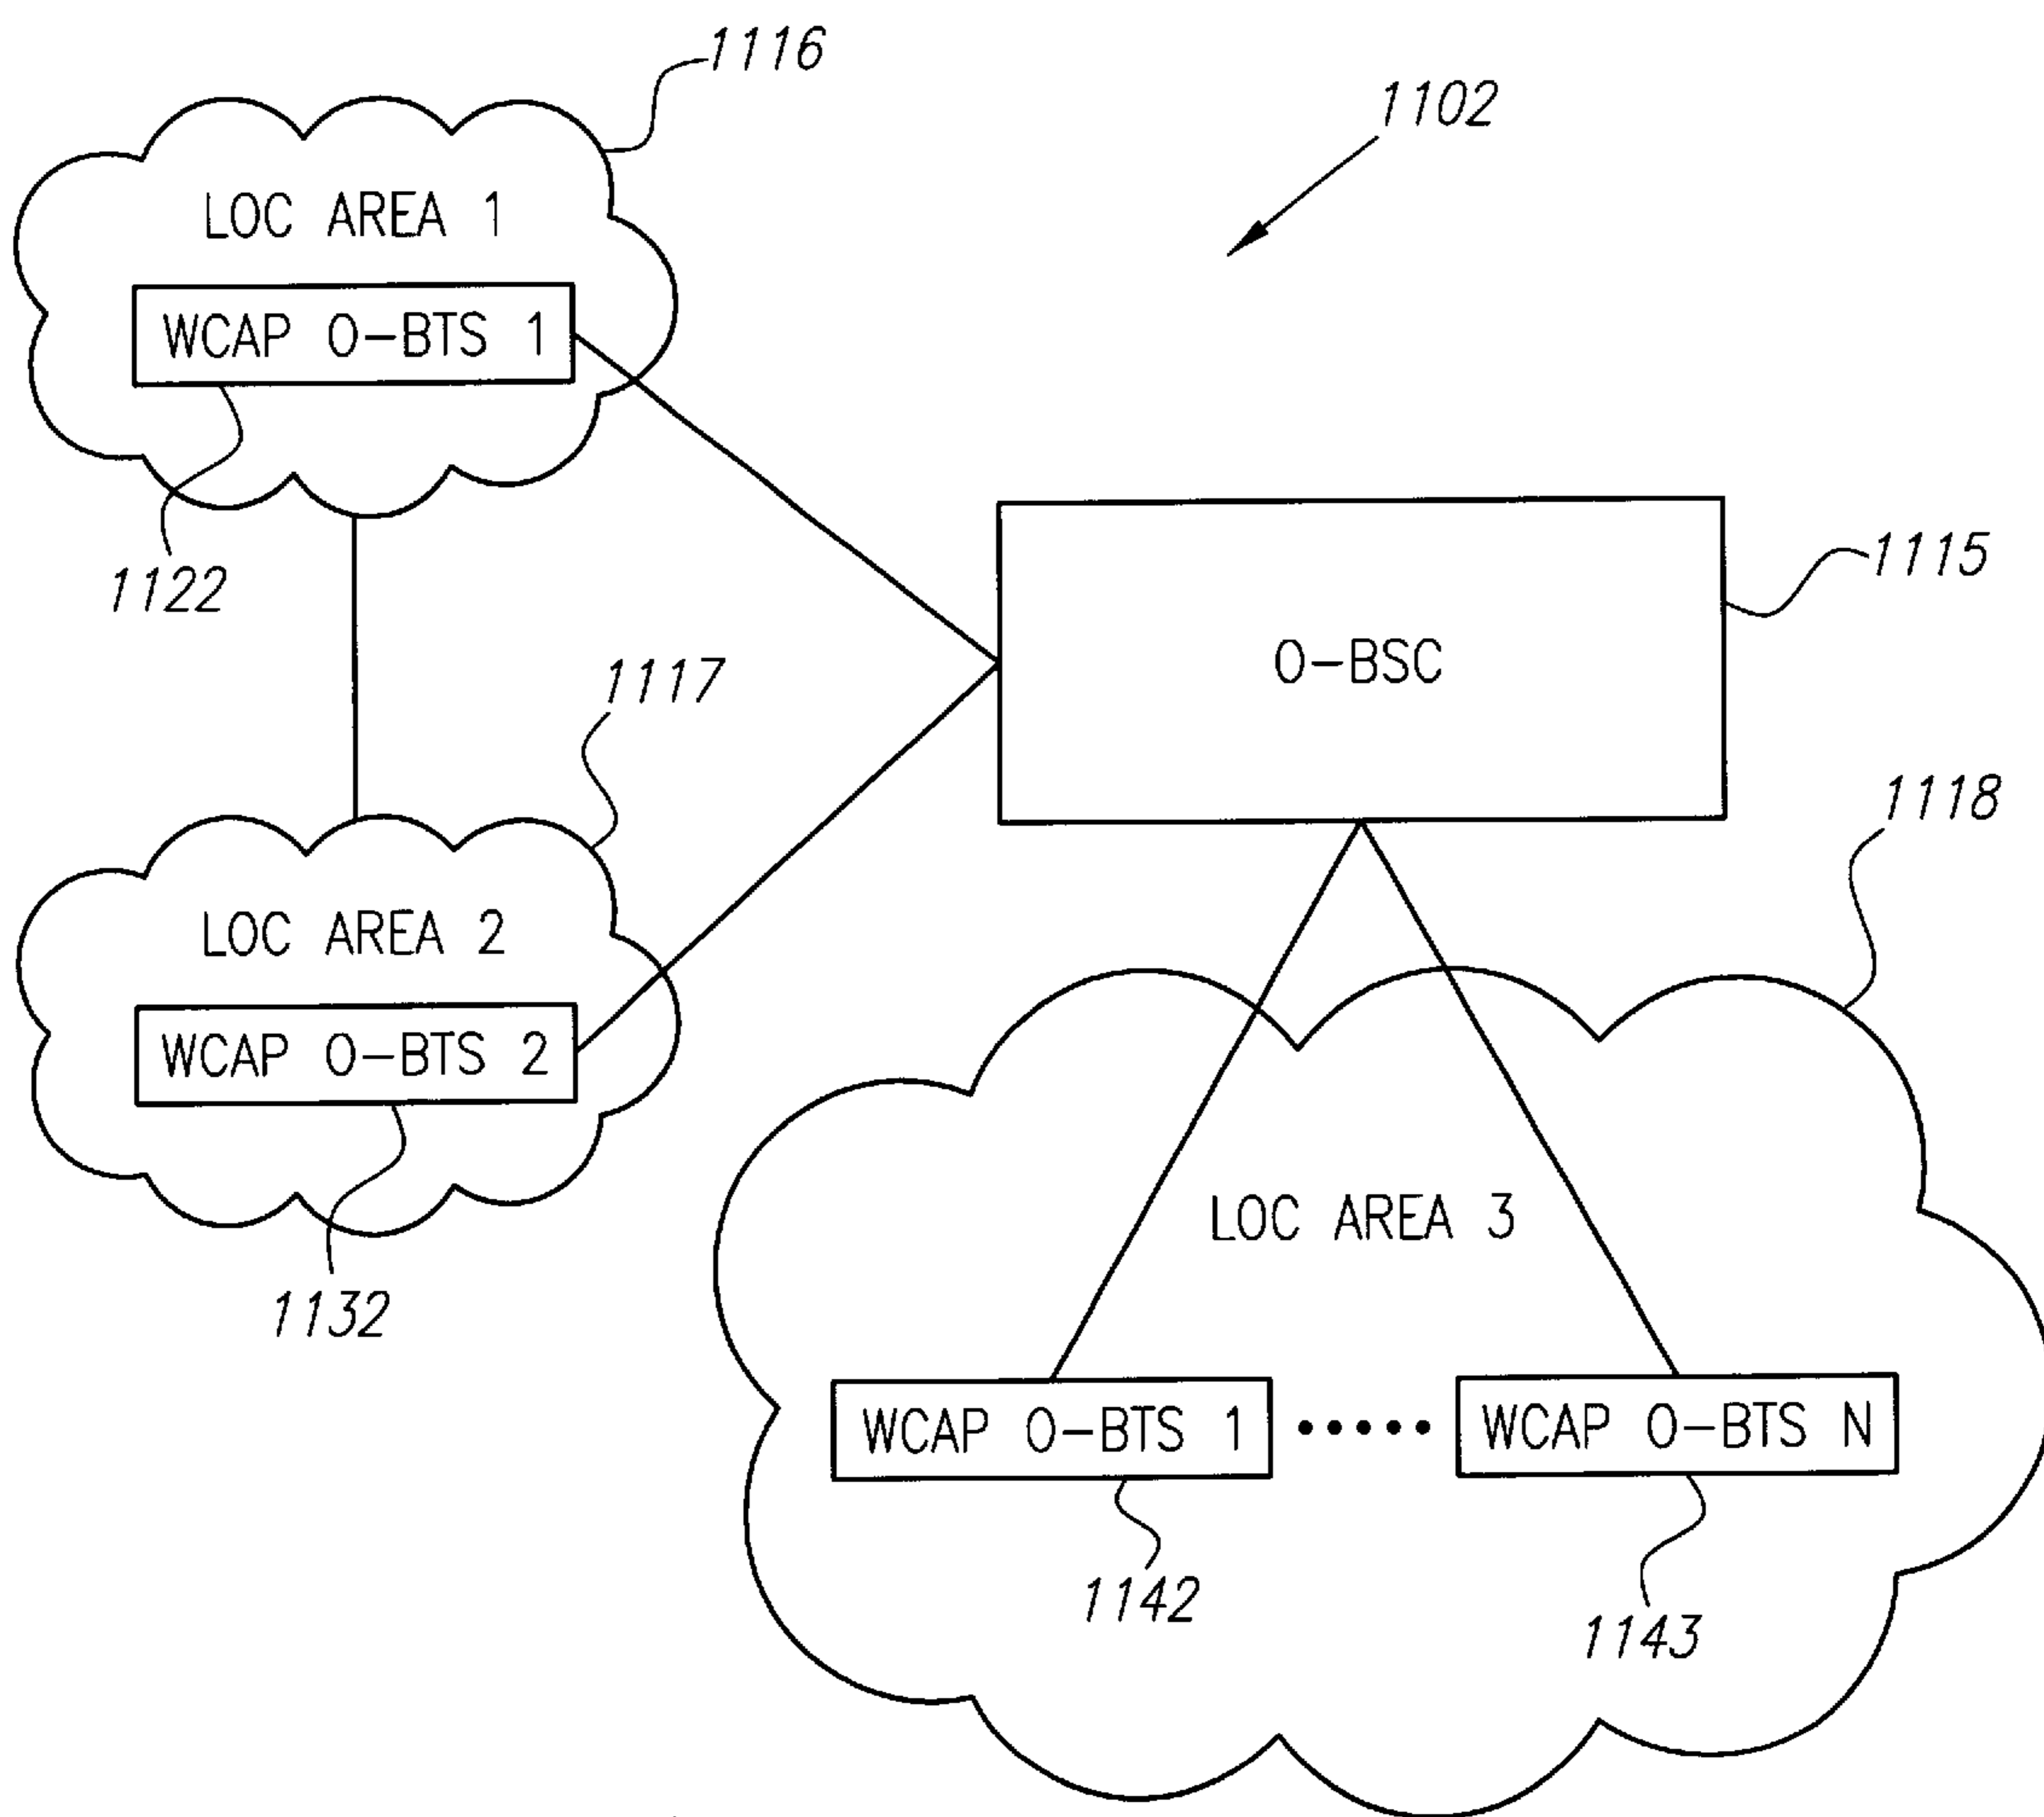 1116
1102
LOC AREA 1
WCAP O-BTS 1
1122
1115
O-BSC
1117
1118
LOC AREA 2
WCAP O-BTS 2
1132
LOC AREA 3
WCAP O-BTS 1 ••••• WCAP O-BTS N
1142
1143